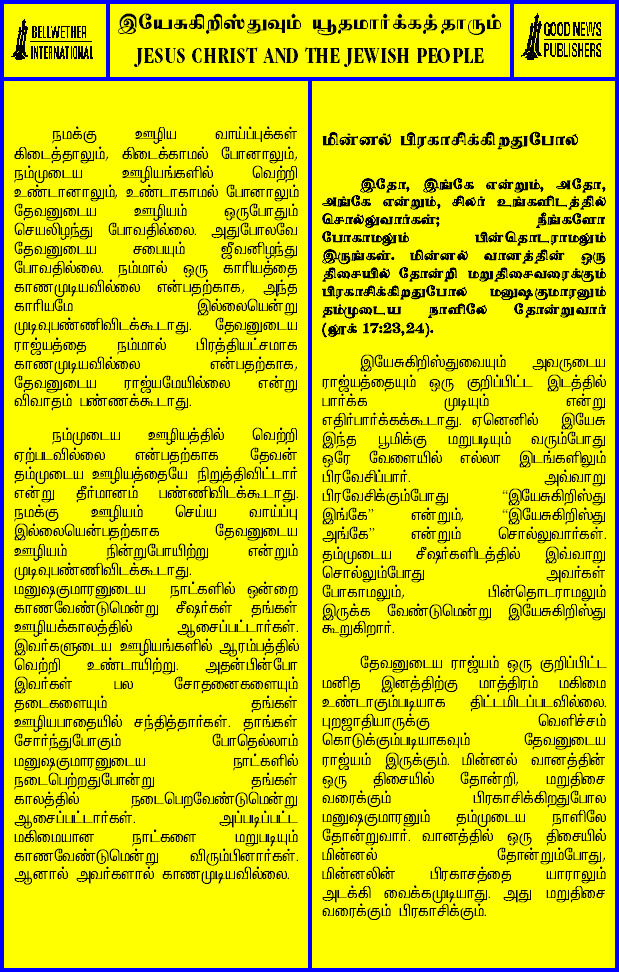 BELLWETHER
INTERNATIONAL
இயேசுகிறிஸ்துவும் யூதமார்க்கத்தாரும்
JESUS CHRIST AND THE JEWISH PEOPLE
GOOD NEWS
PUBLISHERS
நமக்கு ஊழிய வாய்ப்புக்கள்
கிடைத்தாலும், கிடைக்காமல் போனாலும்,
நம்முடைய ஊழியங்களில் வெற்றி
உண்டானாலும், உண்டாகாமல் போனாலும்
தேவனுடைய ஊழியம் ஒருபோதும்
செயலிழந்து போவதில்லை. அதுபோலவே
தேவனுடைய சபையும் ஜீவனிழந்து
போவதில்லை. நம்மால் ஒரு காரியத்தை
காணமுடியவில்லை என்பதற்காக, அந்த
காரியமே இல்லையென்று
முடிவுபண்ணிவிடக்கூடாது. தேவனுடைய
ராஜ்யத்தை நம்மால் பிரத்தியட்சமாக
காணமுடியவில்லை என்பதற்காக,
தேவனுடைய ராஜ்யமேயில்லை என்று
விவாதம் பண்ணக்கூடாது.
நம்முடைய ஊழியத்தில் வெற்றி
ஏற்படவில்லை என்பதற்காக தேவன்
தம்முடைய ஊழியத்தையே நிறுத்திவிட்டார்
என்று தீர்மானம் பண்ணிவிடக்கூடாது.
நமக்கு ஊழியம் செய்ய வாய்ப்பு
இல்லையென்பதற்காக தேவனுடைய
ஊழியம் நின்றுபோயிற்று என்றும்
முடிவுபண்ணிவிடக்கூடாது.
மனுஷகுமாரனுடைய நாட்களில் ஒன்றை
காணவேண்டுமென்று சீஷர்கள் தங்கள்
ஊழியக்காலத்தில் ஆசைப்பட்டார்கள்.
இவர்களுடைய ஊழியங்களில் ஆரம்பத்தில்
வெற்றி உண்டாயிற்று. அதன்பின்போ
இவர்கள் பல சோதனைகளையும்
தடைகளையும் தங்கள்
ஊழியபாதையில் சந்தித்தார்கள். தாங்கள்
சோர்ந்துபோகும் போதெல்லாம்
மனுஷகுமாரனுடைய நாட்களில்
நடைபெற்றதுபோன்று தங்கள்
காலத்தில் நடைபெறவேண்டுமென்று
ஆசைப்பட்டார்கள். அப்படிப்பட்ட
மகிமையான நாட்களை மறுபடியும்
காணவேண்டுமென்று விரும்பினார்கள்.
ஆனால் அவர்களால் காணமுடியவில்லை.
மின்னல் பிரகாசிக்கிறதுபோல
இதோ, இங்கே என்றும், அதோ,
அங்கே என்றும், சிலர் உங்களிடத்தில்
சொல்லுவார்கள்; நீங்களோ
போகாமலும் பின்தொடராமலும்
இருங்கள். மின்னல் வானத்தின் ஒரு
திசையில் தோன்றி மறுதிசைவரைக்கும்
பிரகாசிக்கிறதுபோல மனுஷகுமாரனும்
தம்முடைய நாளிலே தோன்றுவார்
(லூக் 17:23,24).
இயேசுகிறிஸ்துவையும் அவருடைய
ராஜ்யத்தையும் ஒரு குறிப்பிட்ட இடத்தில்
பார்க்க முடியும் என்று
எதிர்பார்க்கக்கூடாது. ஏனெனில் இயேசு
இந்த பூமிக்கு மறுபடியும் வரும்போது
ஒரே வேளையில் எல்லா இடங்களிலும்
பிரவேசிப்பார். அவ்வாறு
பிரவேசிக்கும்போது “இயேசுகிறிஸ்து
இங்கே” என்றும், “இயேசுகிறிஸ்து
அங்கே” என்றும் சொல்லுவார்கள்.
தம்முடைய சீஷர்களிடத்தில் இவ்வாறு
சொல்லும்போது அவர்கள்
போகாமலும், பின்தொடராமலும்
இருக்க வேண்டுமென்று இயேசுகிறிஸ்து
கூறுகிறார்.
தேவனுடைய ராஜ்யம் ஒரு குறிப்பிட்ட
மனித இனத்திற்கு மாத்திரம் மகிமை
உண்டாகும்படியாக திட்டமிடப்படவில்லை.
புறஜாதியாருக்கு வெளிச்சம்
கொடுக்கும்படியாகவும் தேவனுடைய
ராஜ்யம் இருக்கும். மின்னல் வானத்தின்
ஒரு திசையில் தோன்றி, மறுதிசை
வரைக்கும் பிரகாசிக்கிறதுபோல
மனுஷகுமாரனும் தம்முடைய நாளிலே
தோன்றுவார். வானத்தில் ஒரு திசையில்
மின்னல் தோன்றும்போது,
மின்னலின் பிரகாசத்தை யாராலும்
அடக்கி வைக்கமுடியாது. அது மறுதிசை
வரைக்கும் பிரகாசிக்கும்.